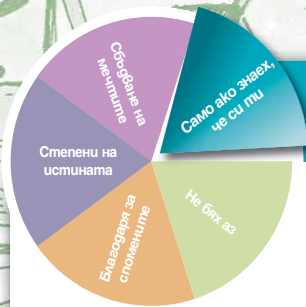 Сбъдване на
мечтите
Само ако знаех,
че си ти
Степени на
истината
Благодаря за
спомените
Не бях аз